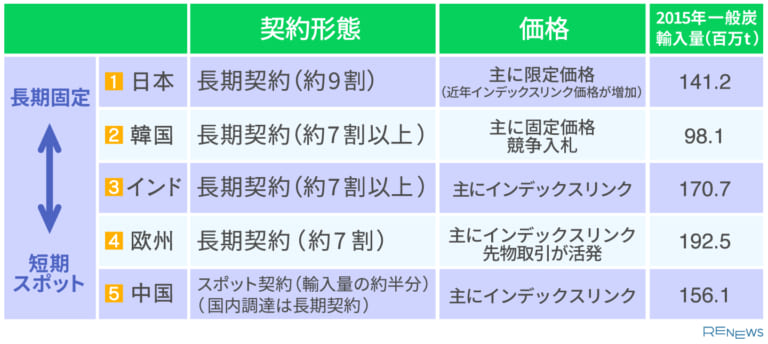 契約形態
価格
2015年一般炭
輸入量(百万t)
長期固定
短期
スポット
1 日本
長期契約(約9割)
主に限定価格
(近年インデックスリンク価格が増加)
141.2
2 韓国
長期契約(約7割以上)
主に固定価格
競争入札
98.1
3 インド
長期契約(約7割以上)
主にインデックスリンク
170.7
4 欧州
長期契約(約7割)
主にインデックスリンク
先物取引が活発
192.5
5 中国
スポット契約(輸入量の約半分)
(国内調達は長期契約)
主にインデックスリンク
156.1
RENEWS